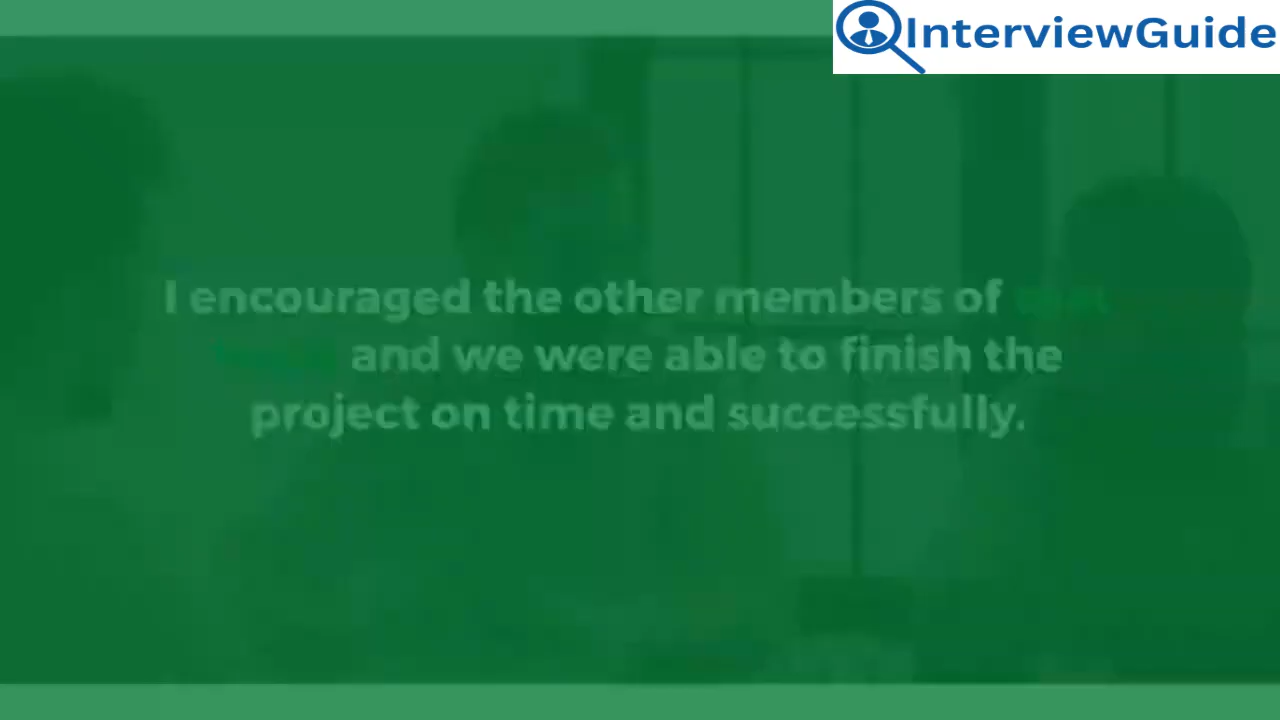 InterviewGuide
I encouraged the other members of
and we were able to finish the
project on time and successfully.